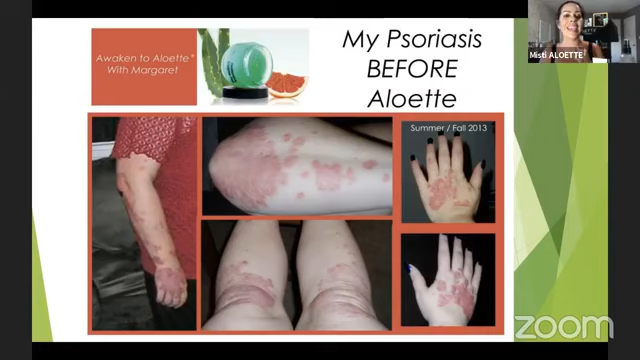 Awaken to Aloette*
With Margaret
My Psoriasis
BEFORE
Aloette
Misti ALOETTE
Summer / Fall 2013
zoom